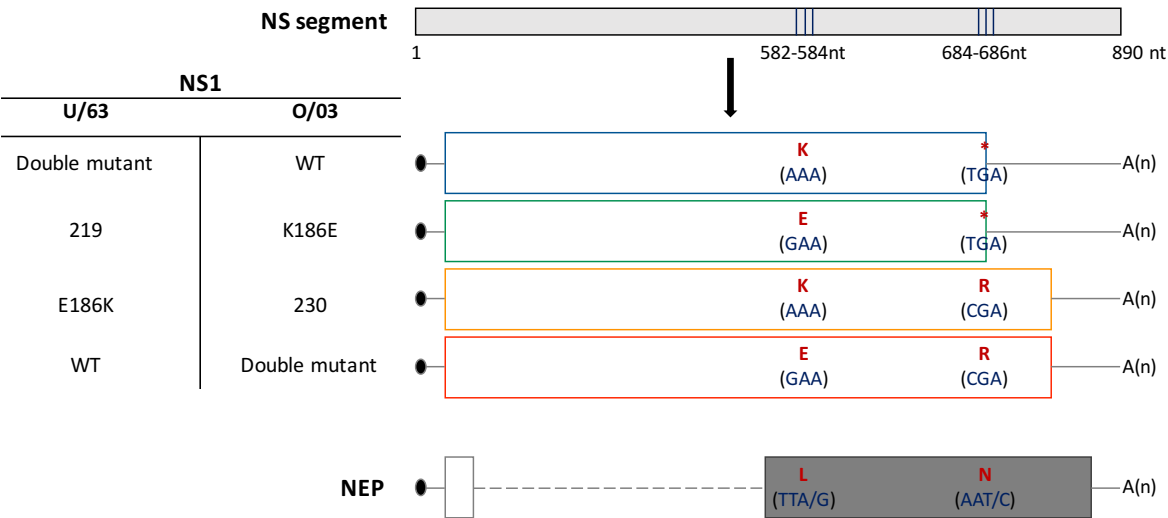 NS segment
1 582-584nt 684-686nt 890 nt
NS1
U/63 O/03
Double mutant WT K * A(n)
(AAA) (TGA)
219 K186E E * A(n)
(GAA) (TGA)
E186K 230 K R A(n)
(AAA) (CGA)
WT Double mutant E R A(n)
(GAA) (CGA)
NEP L N A(n)
(TTA/G) (AAT/C)